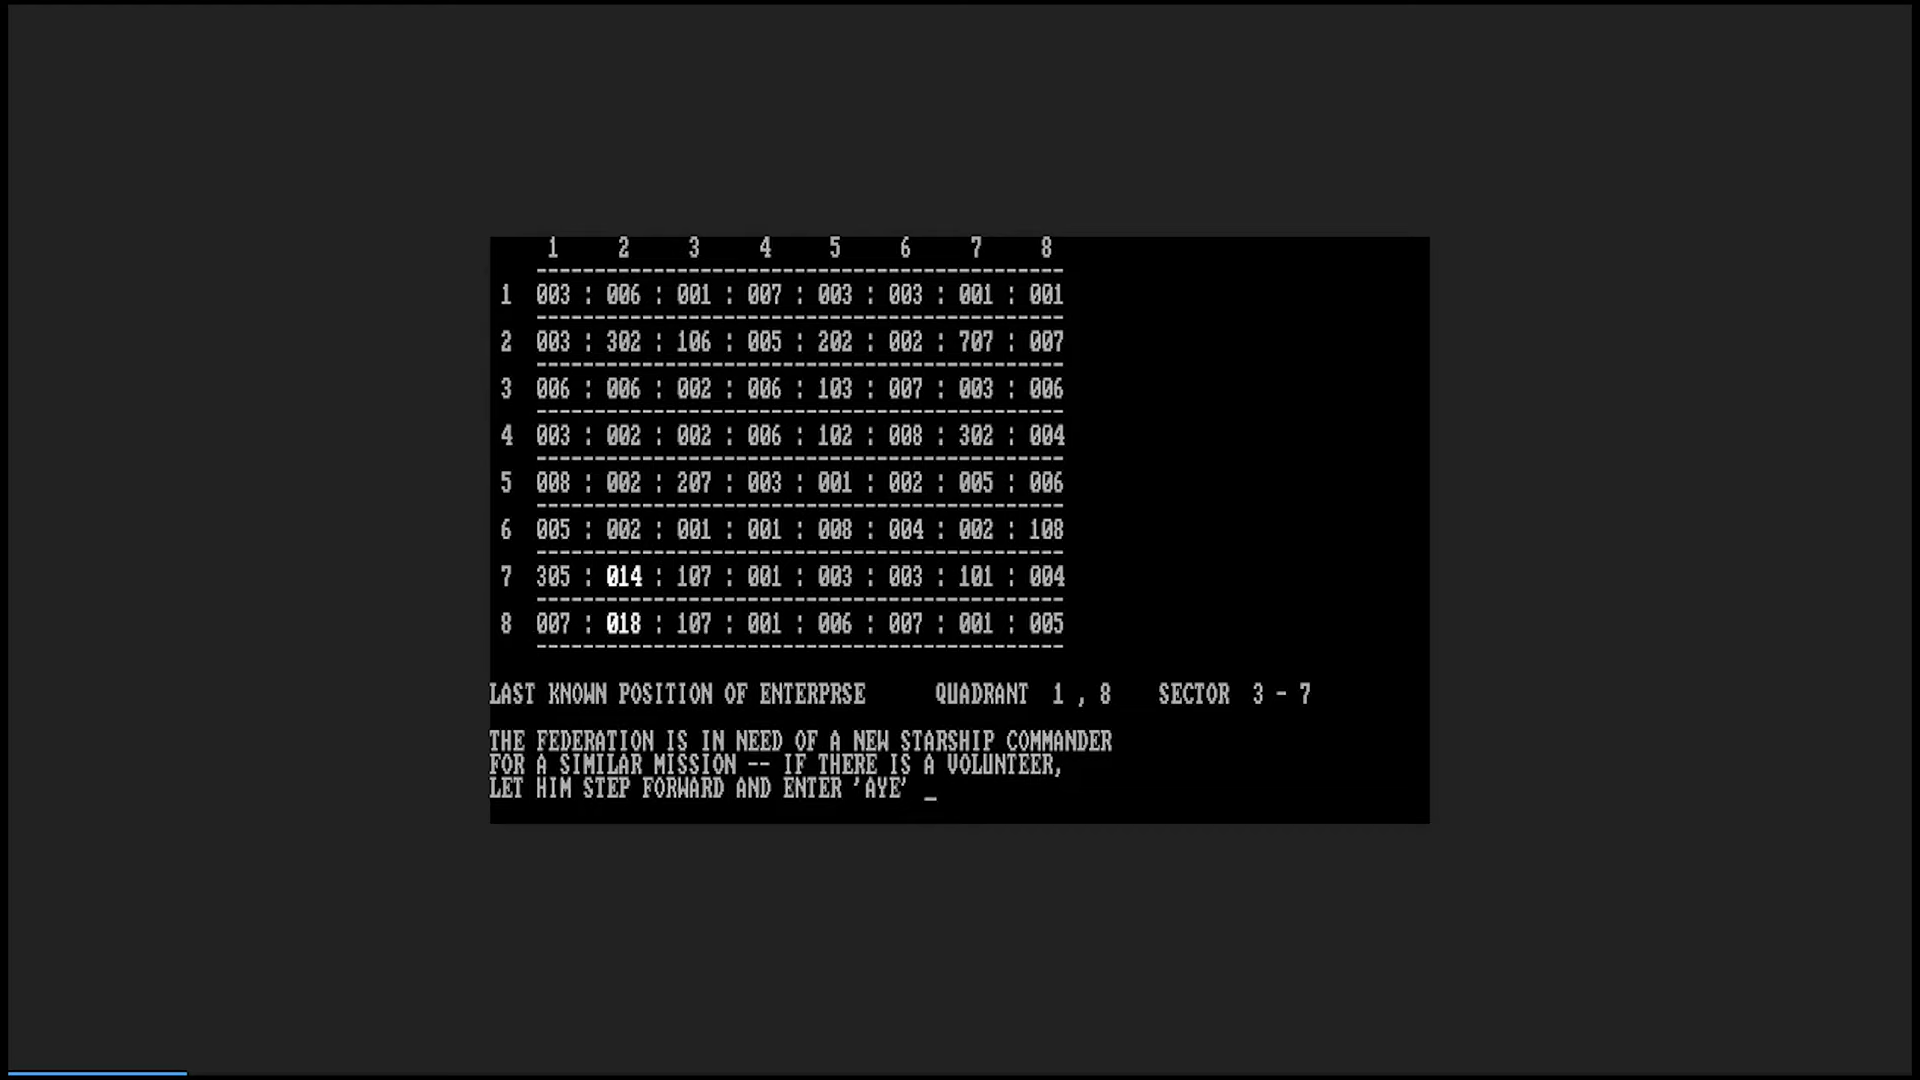 1 2 3 4 5 6 7 8
-----------------------------------------------
1 003 : 006 : 001 : 007 : 003 : 003 : 001 : 001
-----------------------------------------------
2 003 : 302 : 106 : 005 : 202 : 002 : 707 : 007
-----------------------------------------------
3 006 : 006 : 002 : 006 : 103 : 007 : 003 : 006
-----------------------------------------------
4 003 : 002 : 002 : 006 : 102 : 008 : 302 : 004
-----------------------------------------------
5 008 : 002 : 207 : 003 : 001 : 002 : 005 : 006
-----------------------------------------------
6 005 : 002 : 001 : 001 : 008 : 004 : 002 : 108
-----------------------------------------------
7 305 : 014 : 107 : 001 : 003 : 003 : 101 : 004
-----------------------------------------------
8 007 : 018 : 107 : 001 : 006 : 007 : 001 : 005
-----------------------------------------------
LAST KNOWN POSITION OF ENTERPRSE QUADRANT 1 , 8 SECTOR 3 - 7
THE FEDERATION IS IN NEED OF A NEW STARSHIP COMMANDER
FOR A SIMILAR MISSION -- IF THERE IS A VOLUNTEER,
LET HIM STEP FORWARD AND ENTER 'AYE' _